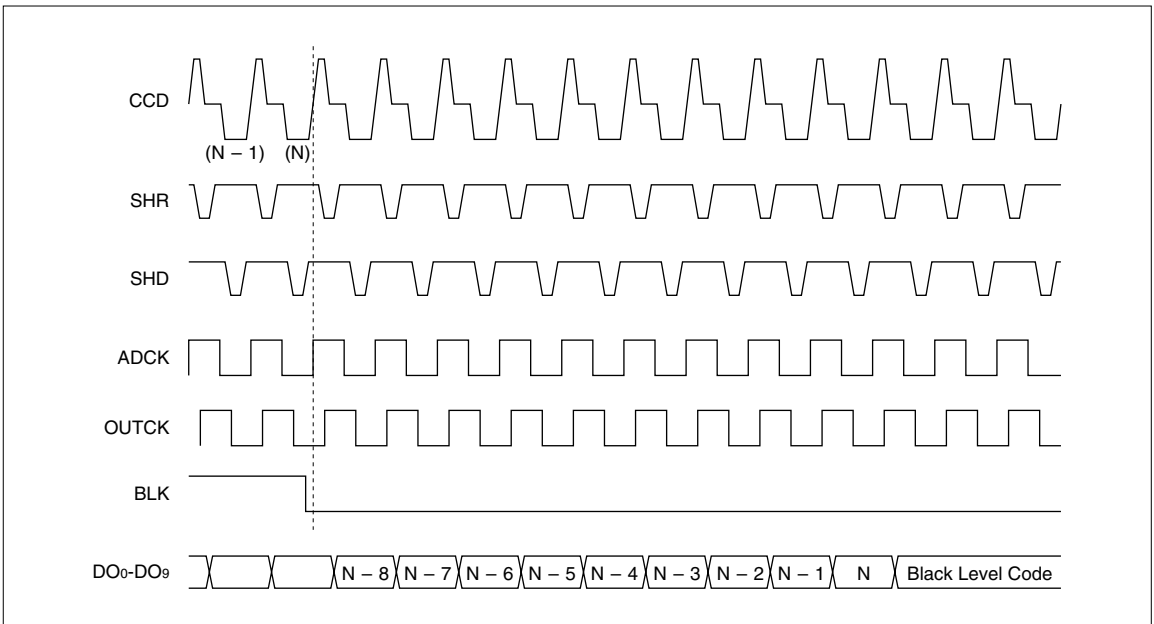 CCD
(N – 1) (N)
SHR
SHD
ADCK
OUTCK
BLK
DO0-DO9 N – 8 N – 7 N – 6 N – 5 N – 4 N – 3 N – 2 N – 1 N Black Level Code